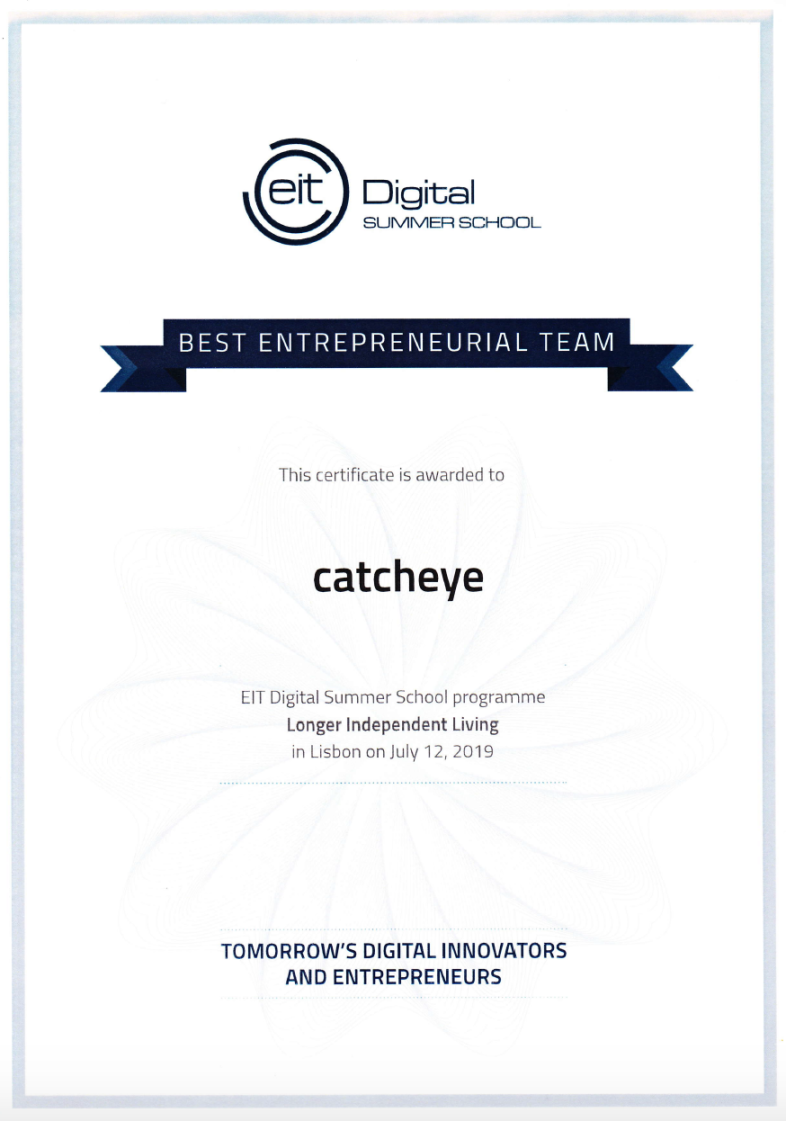 eit Digital
SUMMER SCHOOL
BEST ENTREPRENEURIAL TEAM
This certificate is awarded to
catcheye
EIT Digital Summer School programme
Longer Independent Living
in Lisbon on July 12, 2019
TOMORROW'S DIGITAL INNOVATORS
AND ENTREPRENEURS